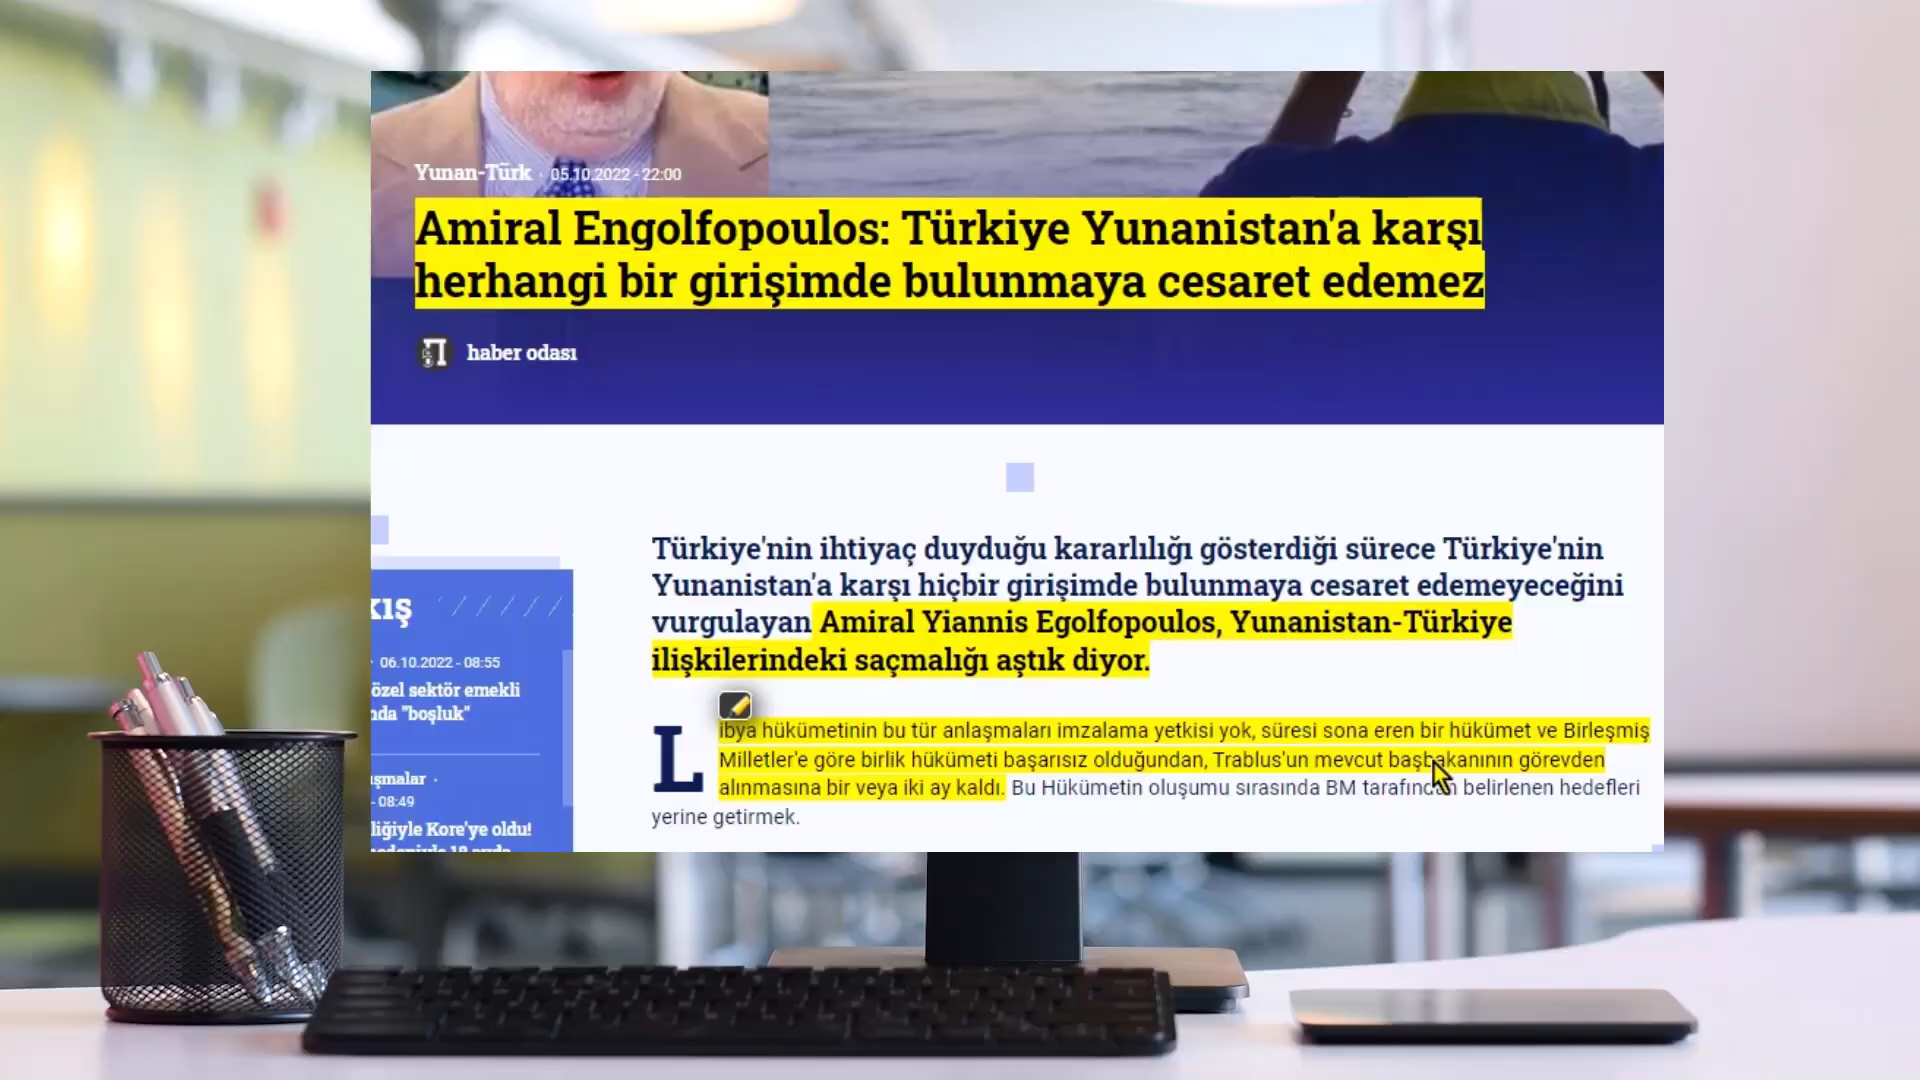 Yunan-Türk · 05.10.2022 - 22:00
Amiral Engolfopoulos: Türkiye Yunanistan'a karşı
herhangi bir girişimde bulunmaya cesaret edemez
haber odası
Türkiye'nin ihtiyaç duyduğu kararlılığı gösterdiği sürece Türkiye'nin
Yunanistan'a karşı hiçbir girişimde bulunmaya cesaret edemeyeceğini
vurgulayan Amiral Yiannis Egolfopoulos, Yunanistan-Türkiye
ilişkilerindeki saçmalığı aştık diyor.
Libya hükümetinin bu tür anlaşmaları imzalama yetkisi yok, süresi sona eren bir hükümet ve Birleşmiş
Milletler'e göre birlik hükümeti başarısız olduğundan, Trablus'un mevcut başbakanının görevden
alınmasına bir veya iki ay kaldı. Bu Hükümetin oluşumu sırasında BM tarafından belirlenen hedefleri
yerine getirmek.
kış
· 06.10.2022 - 08:55
özel sektör emekli
nda "boşluk"
ışmalar ·
- 08:49
liğiyle Kore'ye oldu!